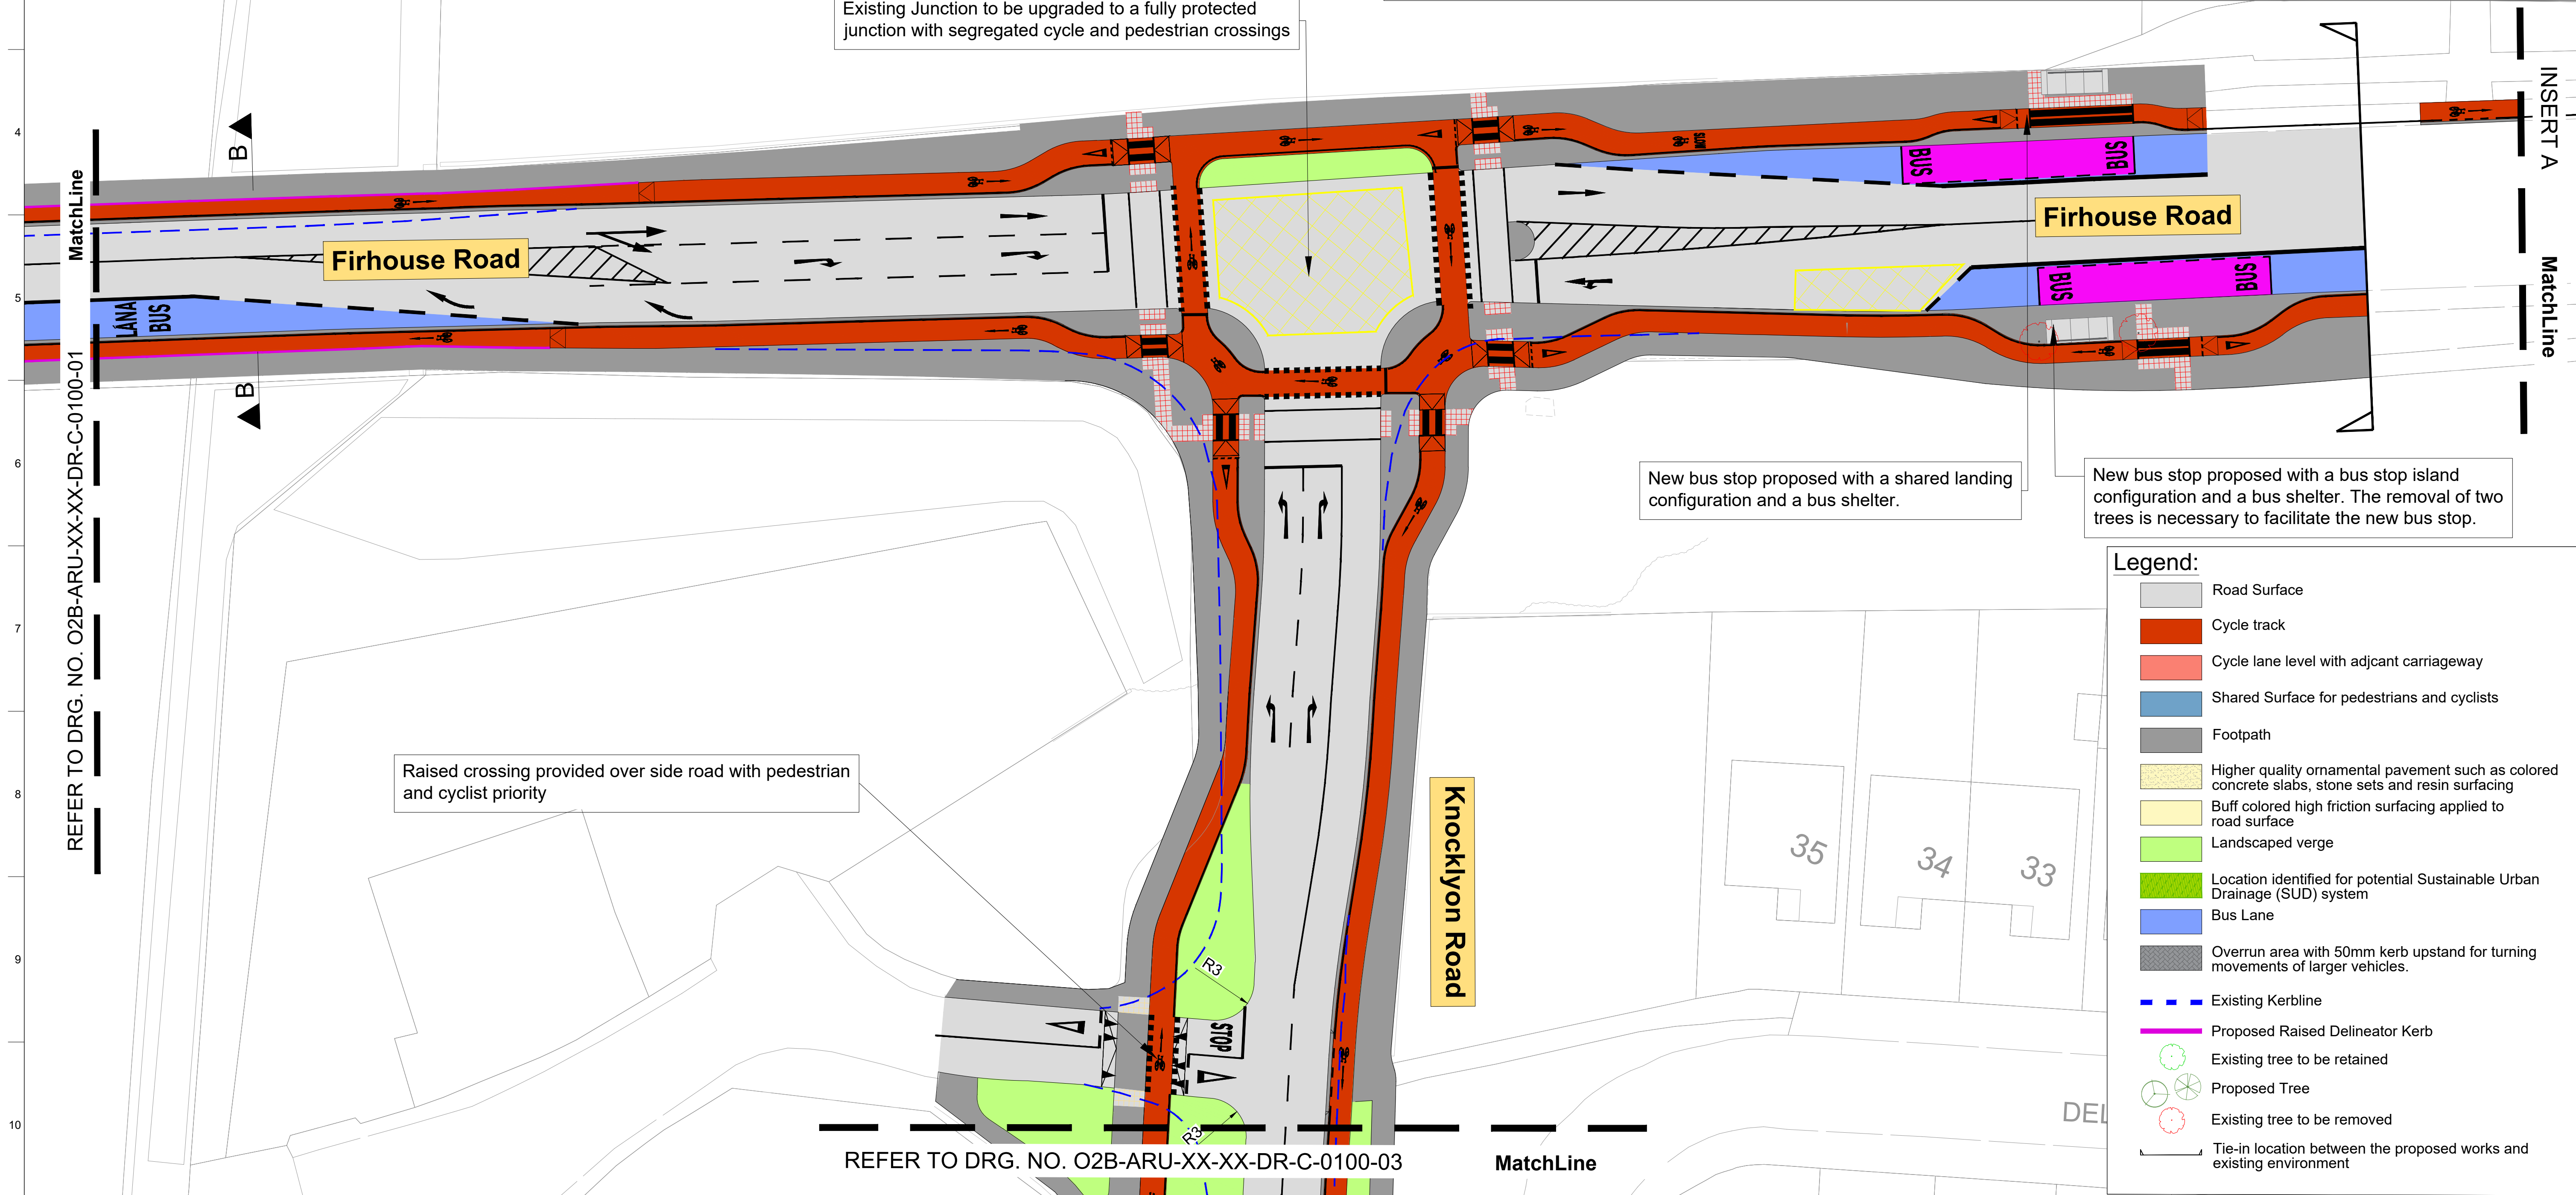 Existing Junction to be upgraded to a fully protected
junction with segregated cycle and pedestrian crossings
4
5
6
7
8
9
10
B
B
MatchLine
REFER TO DRG. NO. O2B-ARU-XX-XX-DR-C-0100-01
Firhouse Road
LÁNA
BUS
SLOW
BUS
BUS
Firhouse Road
BUS
BUS
INSERT A
MatchLine
New bus stop proposed with a shared landing
configuration and a bus shelter.
New bus stop proposed with a bus stop island
configuration and a bus shelter. The removal of two
trees is necessary to facilitate the new bus stop.
Raised crossing provided over side road with pedestrian
and cyclist priority
Knocklyon Road
35
34
33
R3
STOP
R3
DEL
REFER TO DRG. NO. O2B-ARU-XX-XX-DR-C-0100-03
MatchLine
Legend:
Road Surface
Cycle track
Cycle lane level with adjcant carriageway
Shared Surface for pedestrians and cyclists
Footpath
Higher quality ornamental pavement such as colored
concrete slabs, stone sets and resin surfacing
Buff colored high friction surfacing applied to
road surface
Landscaped verge
Location identified for potential Sustainable Urban
Drainage (SUD) system
Bus Lane
Overrun area with 50mm kerb upstand for turning
movements of larger vehicles.
Existing Kerbline
Proposed Raised Delineator Kerb
Existing tree to be retained
Proposed Tree
Existing tree to be removed
Tie-in location between the proposed works and
existing environment